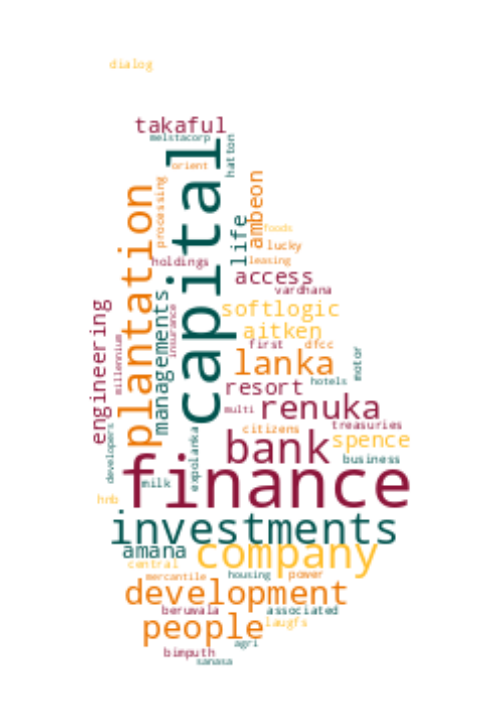 dialog
takaful
melstacorp
capital
hatton
orient
processing
plantation
ambeon
life
foods
lucky
leasing
holdings
access
vardhana
managements
insurance
engineering
millennium
softlogic
aitken
first
dfcc
motor
lanka
hotels
resort
multi
renuka
citizens
treasuries
developers
expolanka
bank
spence
business
finance
milk
hnb
investments
amana
company
central
mercantile
housing
power
development
beruwala
associated
people
laugfs
agri
bimputh
sanasa